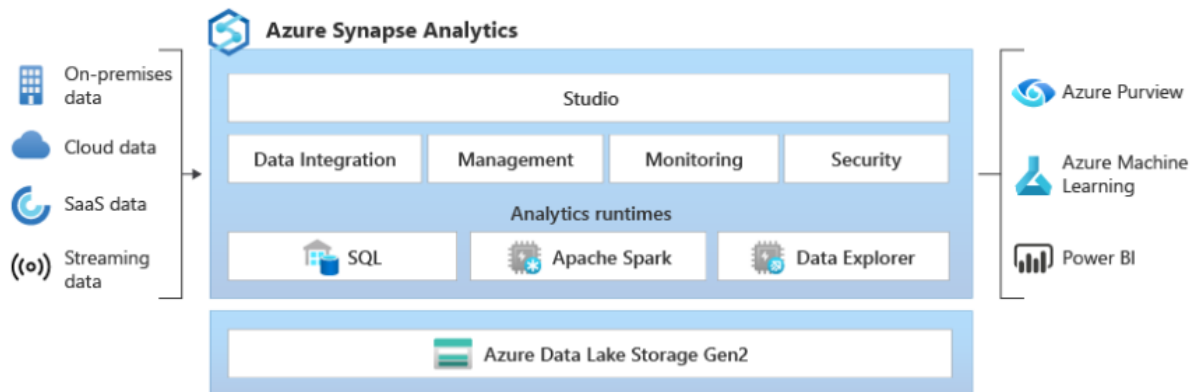 Azure Synapse Analytics
On-premises
data
Cloud data
SaaS data
Streaming
data
Studio
Data Integration
Management
Monitoring
Security
Analytics runtimes
SQL
Apache Spark
Data Explorer
Azure Data Lake Storage Gen2
Azure Purview
Azure Machine
Learning
Power BI